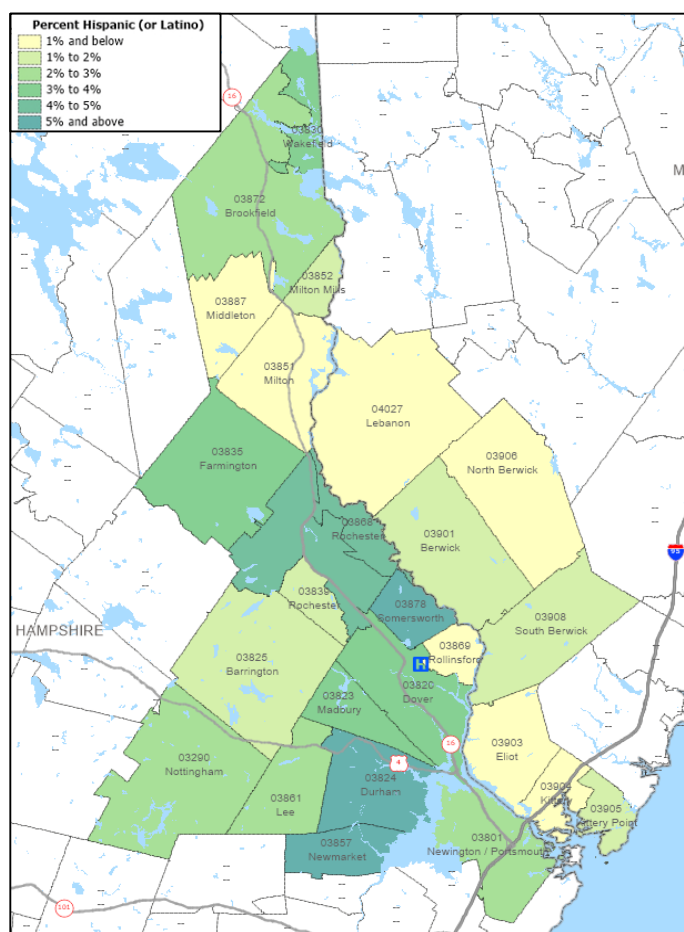 Percent Hispanic (or Latino)
1% and below
1% to 2%
2% to 3%
3% to 4%
4% to 5%
5% and above
16
03830
Wakefield
M
03872
Brookfield
03852
Milton Mills
03887
Middleton
03851
Milton
04027
Lebanon
03835
Farmington
03906
North Berwick
03868
Rochester
03901
Berwick
95
03839
Rochester
03878
Somersworth
03908
South Berwick
HAMPSHIRE
03825
Barrington
03869
Rollinsford
H
03820
Dover
03823
Madbury
03903
Eliot
16
03290
Nottingham
4
03824
Durham
03904
Kittery
03861
Lee
03905
ttery Point
03857
Newmarket
03801
Newington / Portsmouth
101